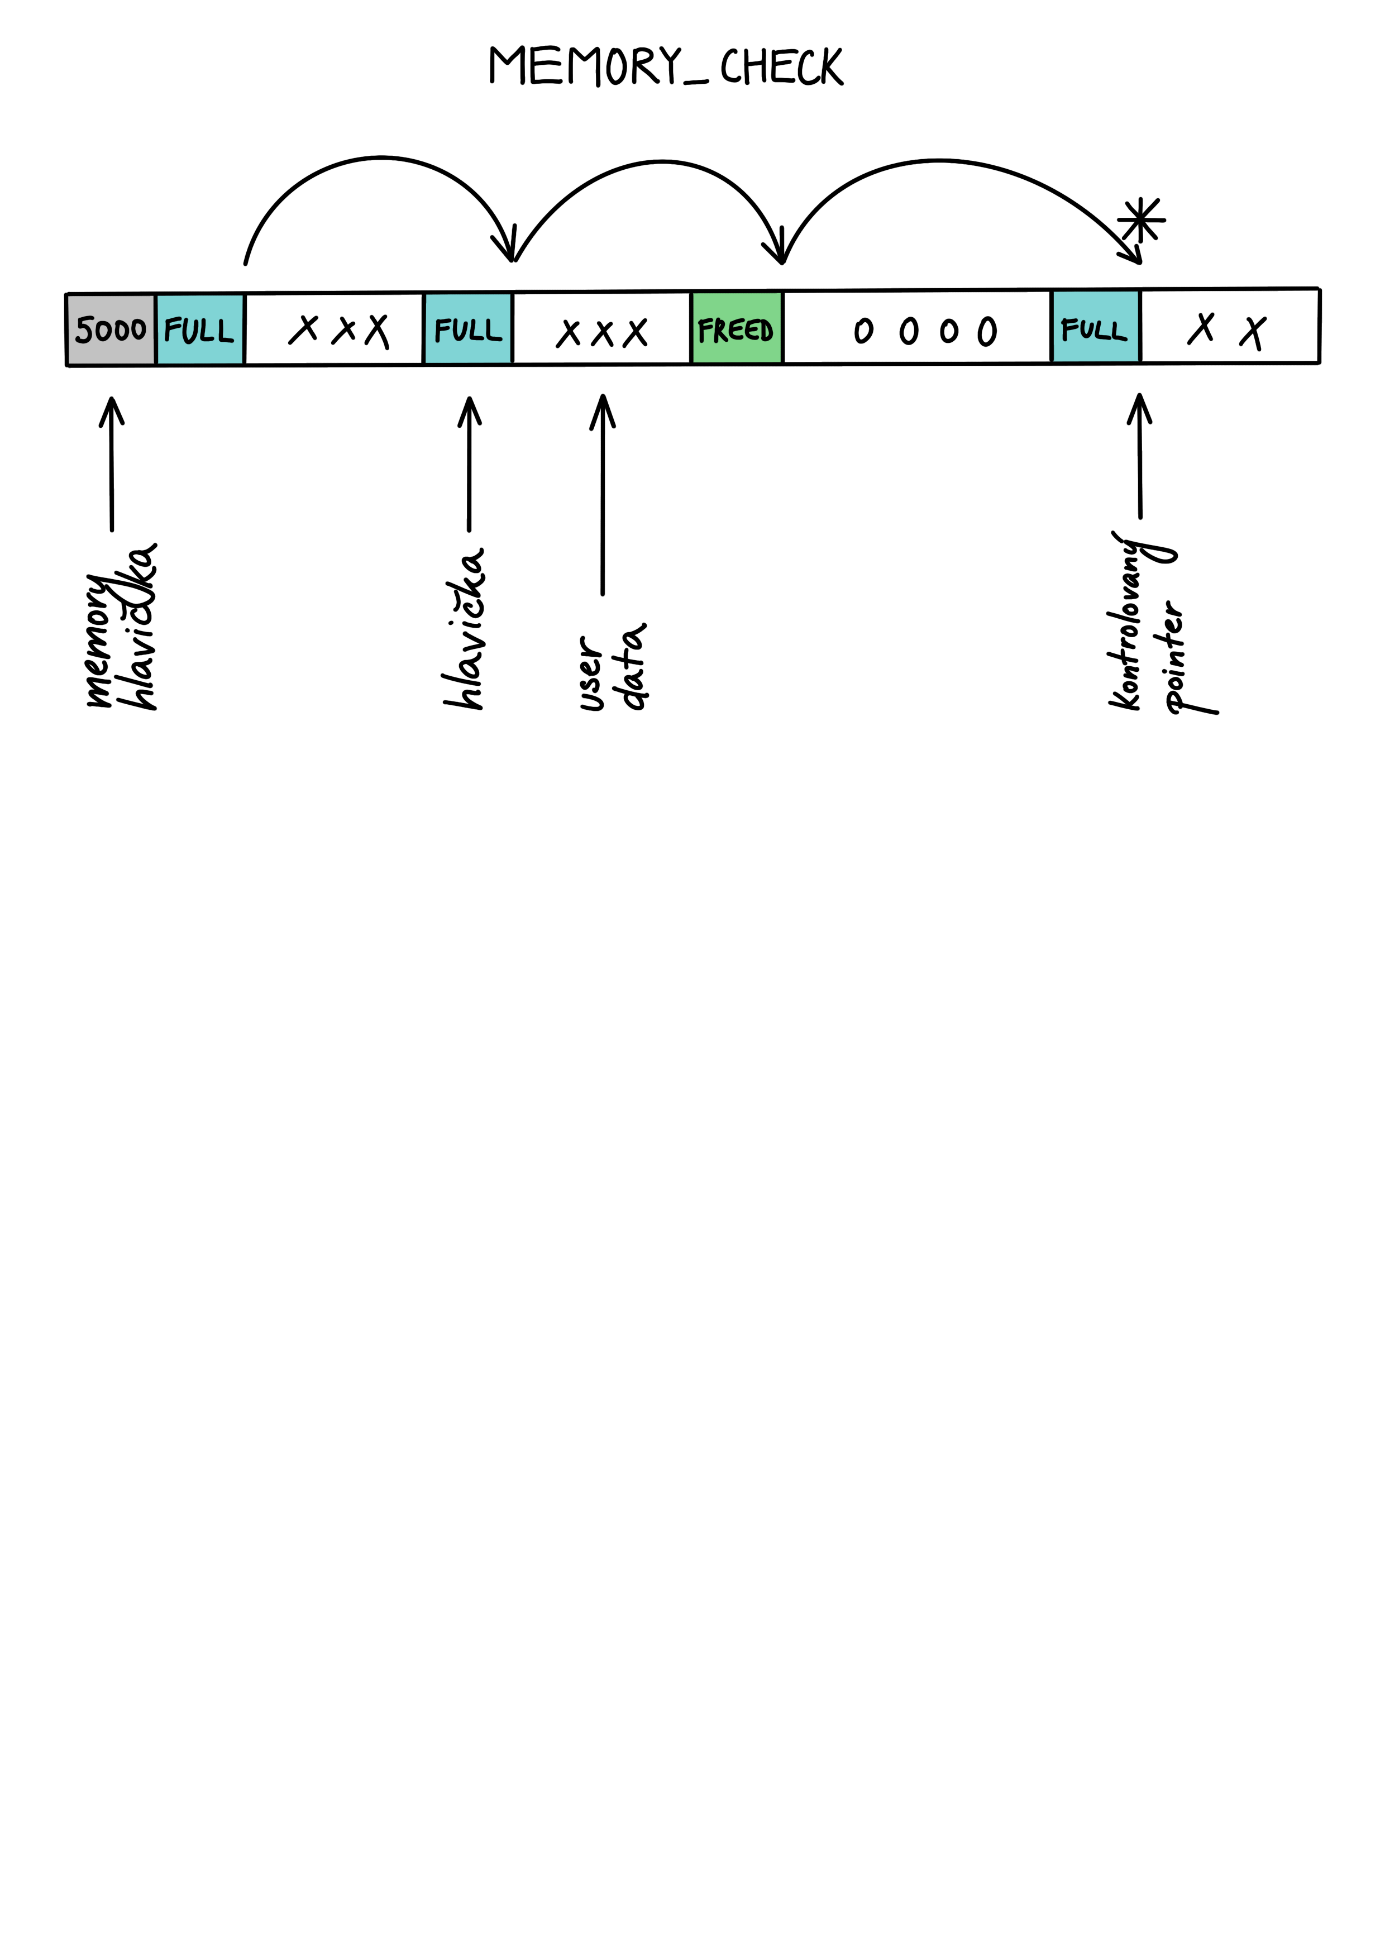 MEMORY_CHECK
5000 FULL X X X FULL X X X FREED 0 0 0 0 FULL X X
memory
hlavička
hlavička
user
data
kontrolovaný
pointer